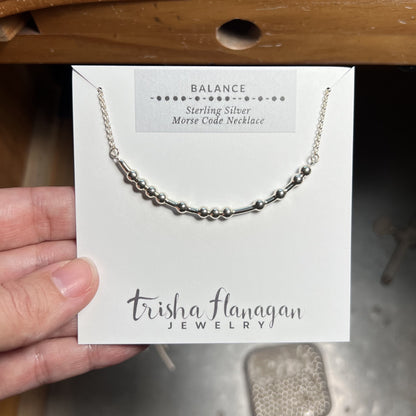 BALANCE
Sterling Silver
Morse Code Necklace
trisha flanagan
JEWELRY